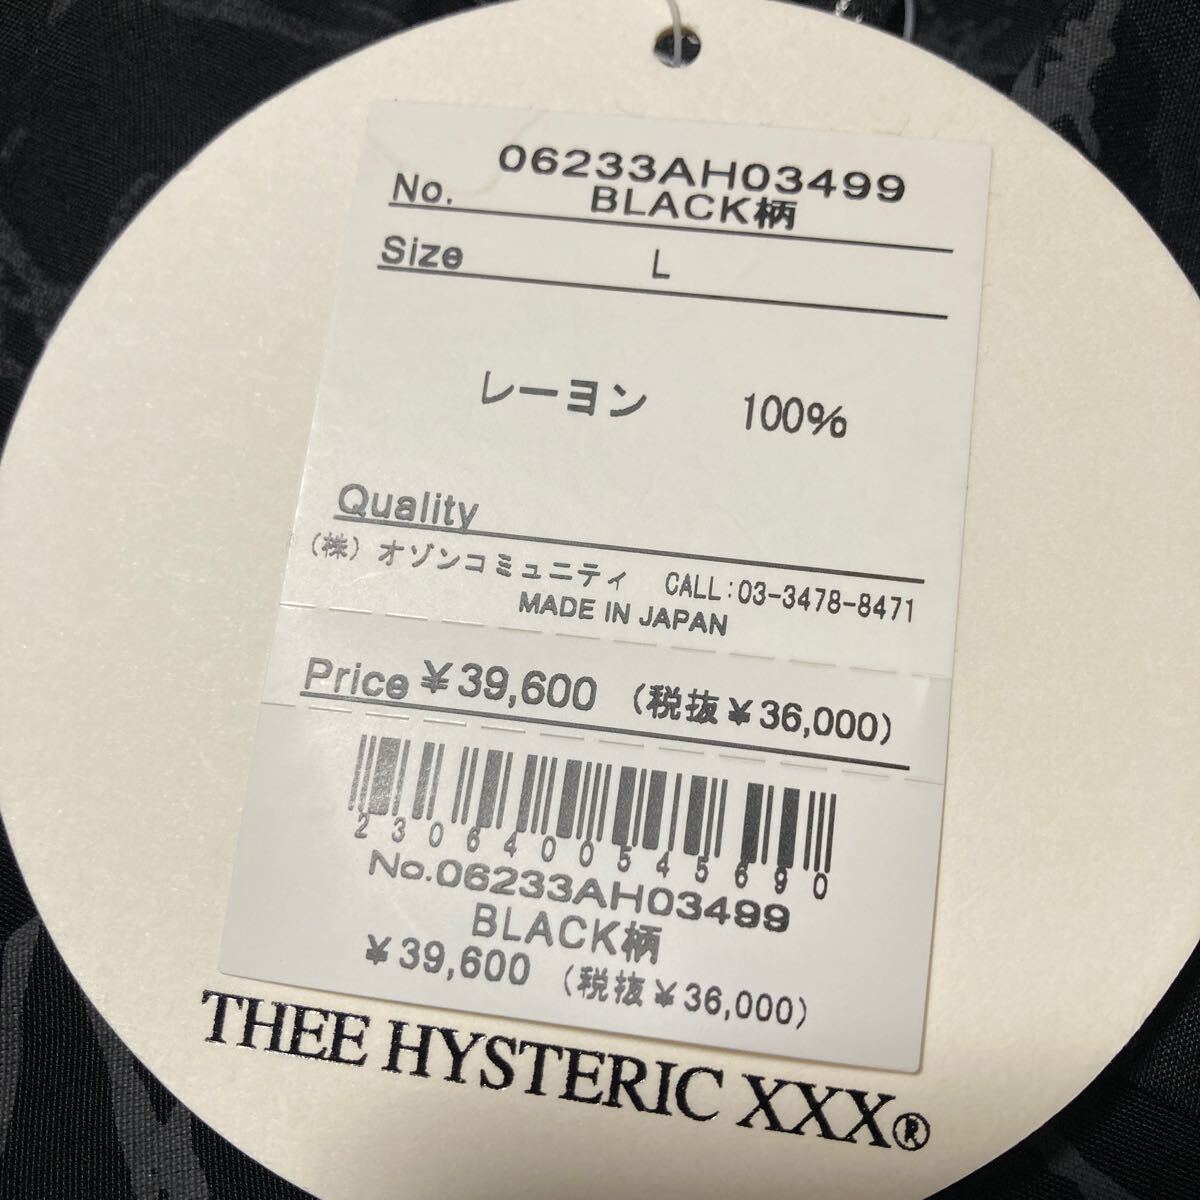 06233AH03499
No. BLACK柄
Size L
レーヨン 100%
Quality
(株)オゾンコミュニティ CALL:03-3478-8471
MADE IN JAPAN
Price ¥39,600 (税抜¥36,000)
2306400545690
No.06233AH03499
BLACK柄
¥39,600 (税抜¥36,000)
THEE HYSTERIC XXX®